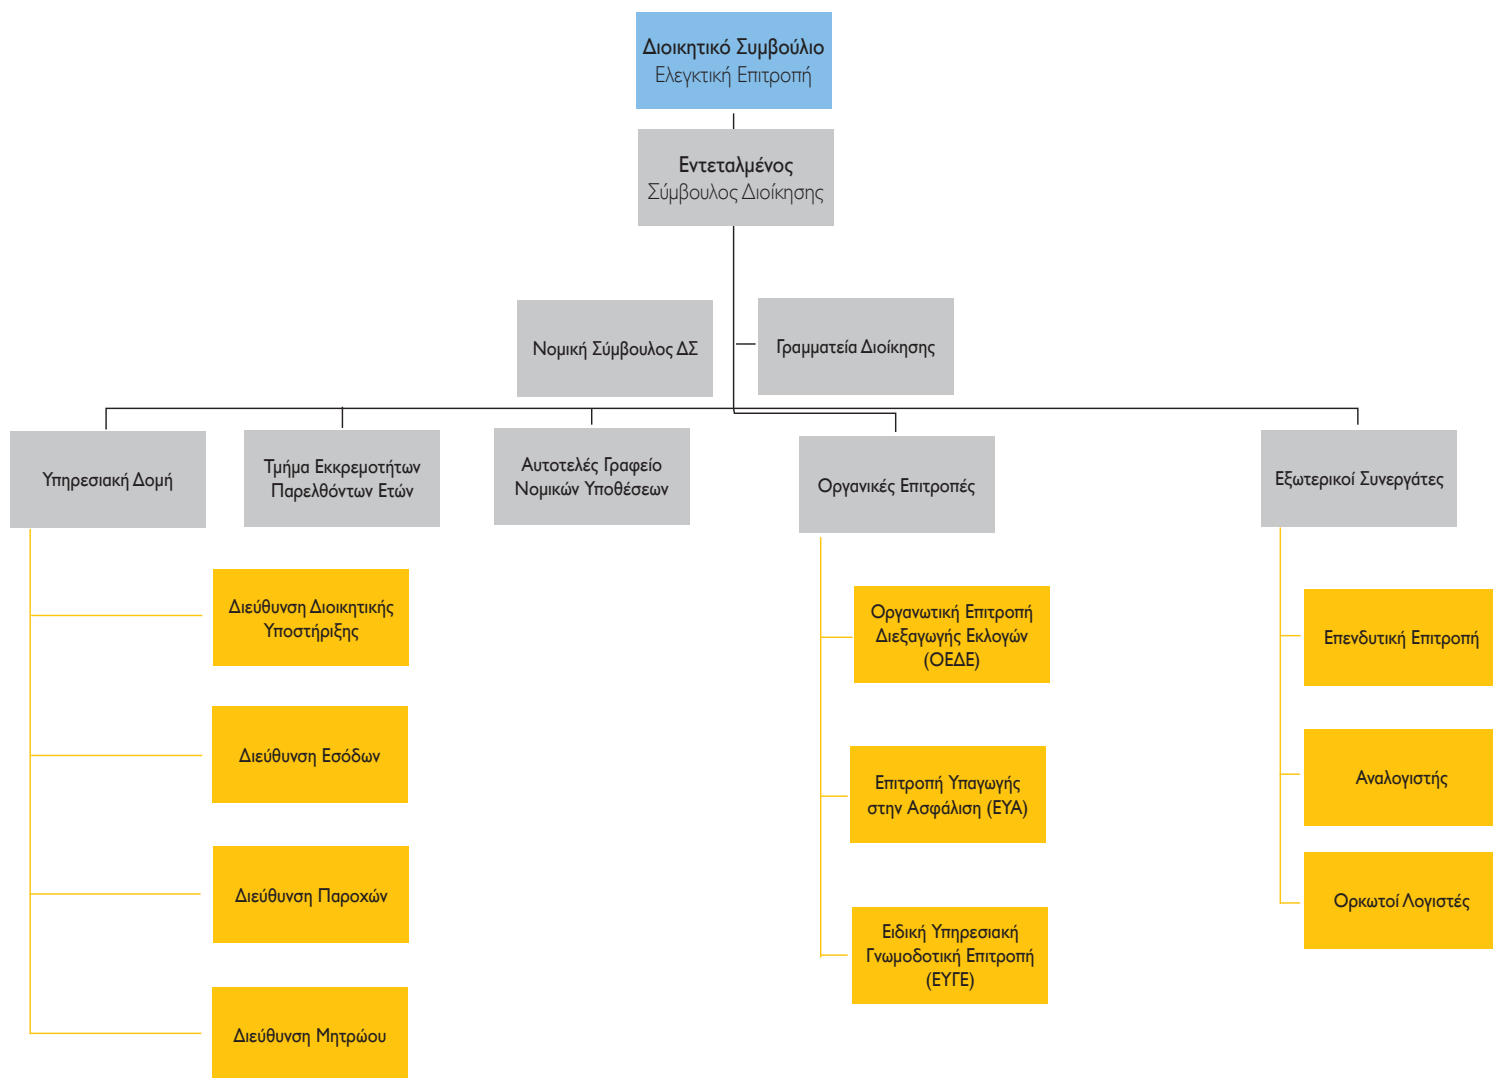 Διοικητικό Συμβούλιο
Ελεγκτική Επιτροπή
Εντεταλμένος
Σύμβουλος Διοίκησης
Νομική Σύμβουλος ΔΣ
Γραμματεία Διοίκησης
Υπηρεσιακή Δομή
Τμήμα Εκκρεμοτήτων
Παρελθόντων Ετών
Αυτοτελές Γραφείο
Νομικών Υποθέσεων
Οργανικές Επιτροπές
Εξωτερικοί Συνεργάτες
Διεύθυνση Διοικητικής
Υποστήριξης
Διεύθυνση Εσόδων
Διεύθυνση Παροχών
Διεύθυνση Μητρώου
Οργανωτική Επιτροπή
Διεξαγωγής Εκλογών
(ΟΕΔΕ)
Επιτροπή Υπαγωγής
στην Ασφάλιση (ΕΥΑ)
Ειδική Υπηρεσιακή
Γνωμοδοτική Επιτροπή
(ΕΥΓΕ)
Επενδυτική Επιτροπή
Αναλογιστής
Ορκωτοί Λογιστές